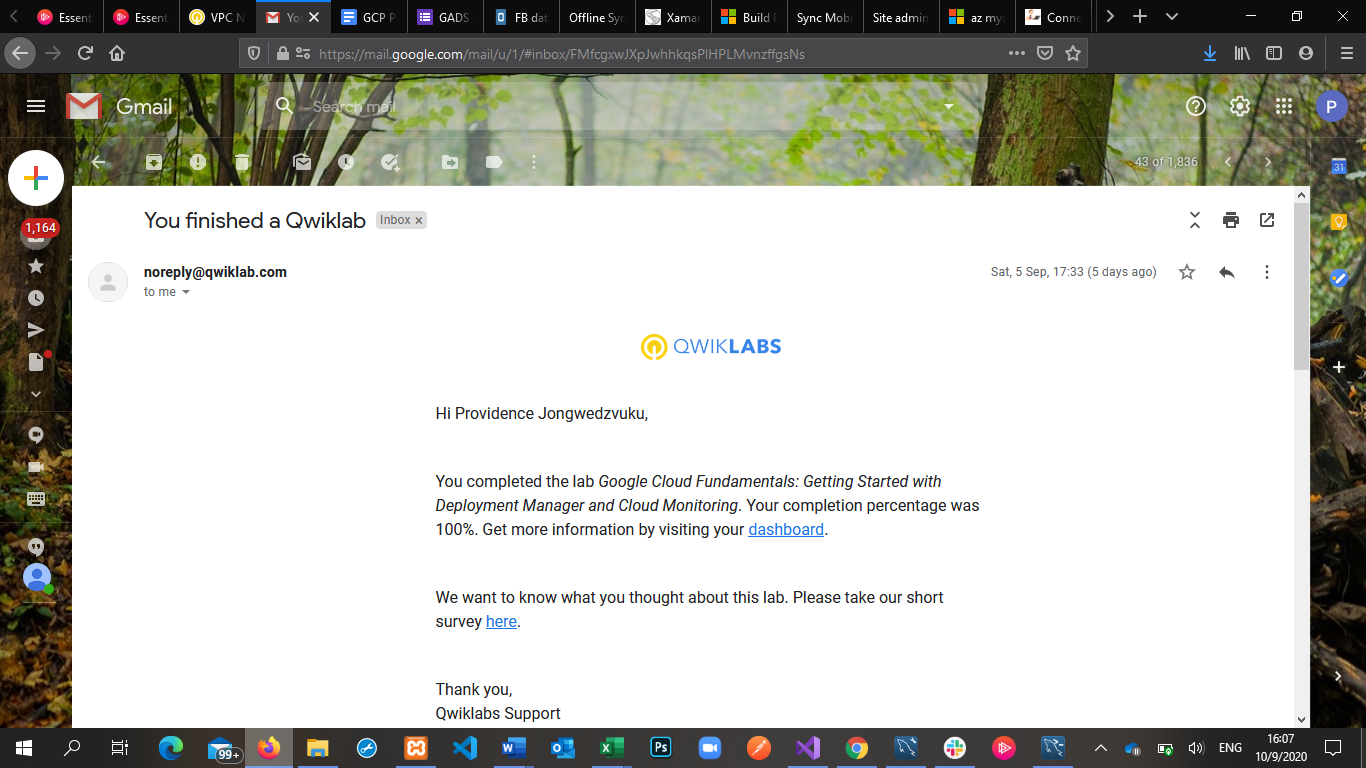 Essent
Essent
VPC N
Yo
GCP P
GADS
FB dat
Offline Syn
Xamar
Build P
Sync Mobi
Site admin
az mys
Conne
https://mail.google.com/mail/u/1/#inbox/FMfcgxwJXpJwhhkqsPlHPLMvnzffgsNs
Gmail
Search mail
P
43 of 1,836
31
1,164
You finished a Qwiklab
Inbox ×
noreply@qwiklab.com
Sat, 5 Sep, 17:33 (5 days ago)
to me
QWIKLABS
Hi Providence Jongwedzvuku,
You completed the lab Google Cloud Fundamentals: Getting Started with
Deployment Manager and Cloud Monitoring. Your completion percentage was
100%. Get more information by visiting your dashboard.
We want to know what you thought about this lab. Please take our short
survey here.
Thank you,
Qwiklabs Support
99+
Ps
ENG
16:07
10/9/2020